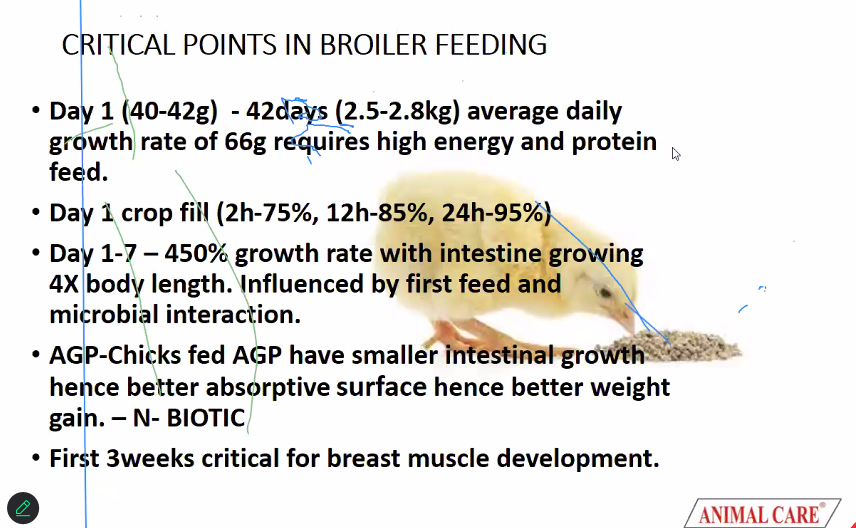 CRITICAL POINTS IN BROILER FEEDING
• Day 1 (40-42g) - 42days (2.5-2.8kg) average daily
growth rate of 66g requires high energy and protein
feed.
• Day 1 crop fill (2h-75%, 12h-85%, 24h-95%)
• Day 1-7 – 450% growth rate with intestine growing
4X body length. Influenced by first feed and
microbial interaction.
• AGP-Chicks fed AGP have smaller intestinal growth
hence better absorptive surface hence better weight
gain. – N- BIOTIC
• First 3weeks critical for breast muscle development.
ANIMAL CARE®